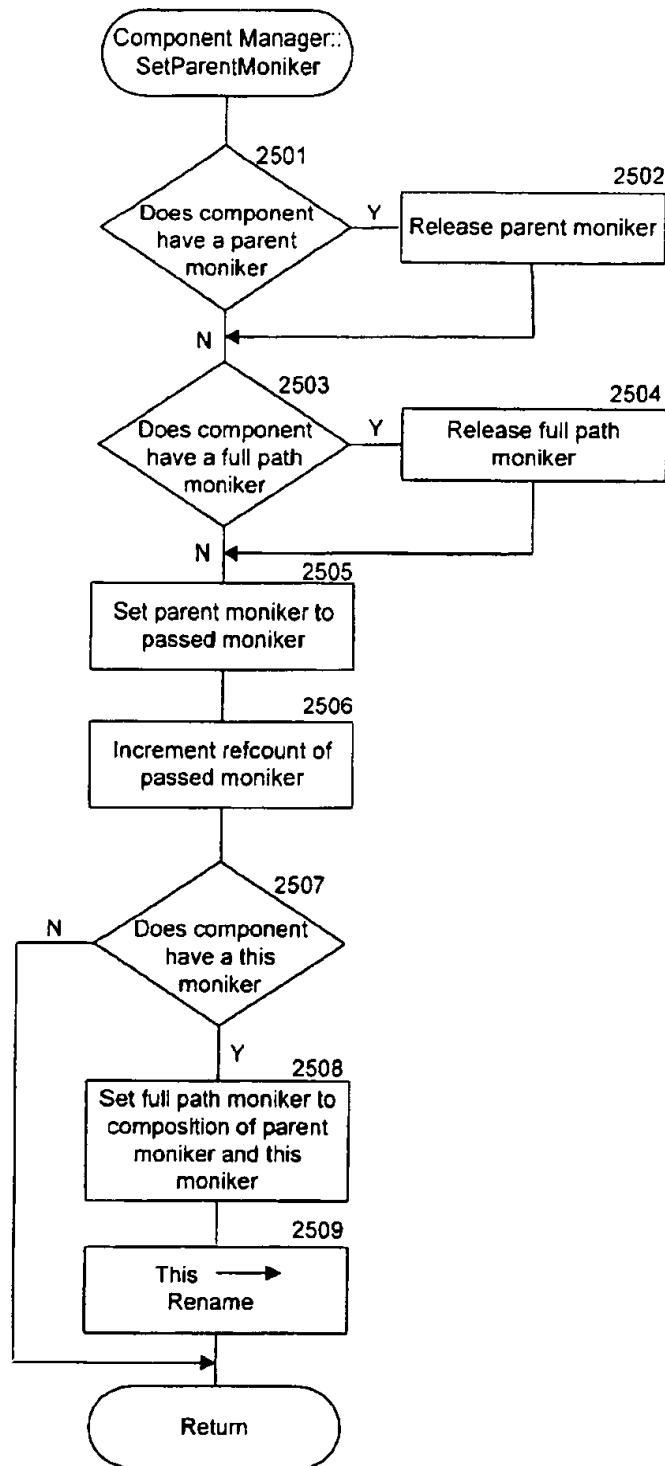 Component Manager::
SetParentMoniker
2501
Does component
have a parent
moniker
Y
2502
Release parent moniker
N
2503
Does component
have a full path
moniker
Y
2504
Release full path
moniker
N
2505
Set parent moniker to
passed moniker
2506
Increment refcount of
passed moniker
2507
N
Does component
have a this
moniker
Y
2508
Set full path moniker to
composition of parent
moniker and this
moniker
2509
This
Rename
Return